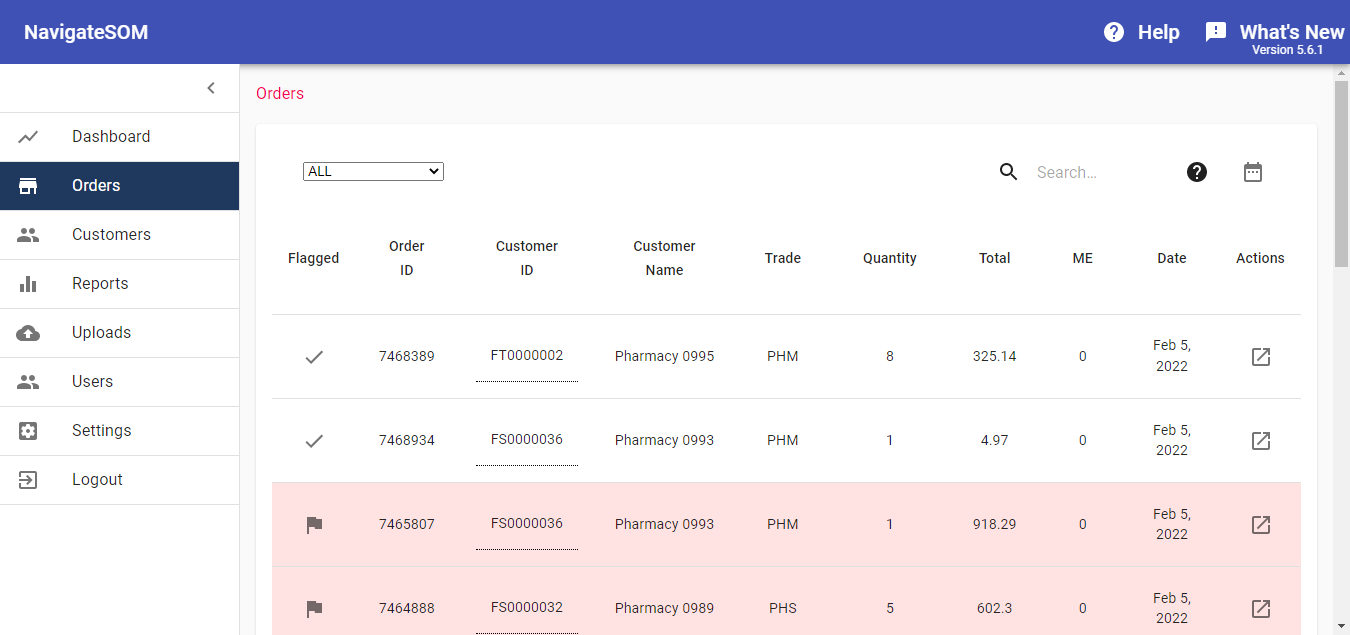 NavigateSOM
Help
What's New
Version 5.6.1
Dashboard
Orders
Customers
Reports
Uploads
Users
Settings
Logout
Orders
ALL
Search...
Flagged Order ID Customer ID Customer Name Trade Quantity Total ME Date Actions
7468389 FT0000002 Pharmacy 0995 PHM 8 325.14 0 Feb 5, 2022
7468934 FS0000036 Pharmacy 0993 PHM 1 4.97 0 Feb 5, 2022
7465807 FS0000036 Pharmacy 0993 PHM 1 918.29 0 Feb 5, 2022
7464888 FS0000032 Pharmacy 0989 PHS 5 602.3 0 Feb 5, 2022